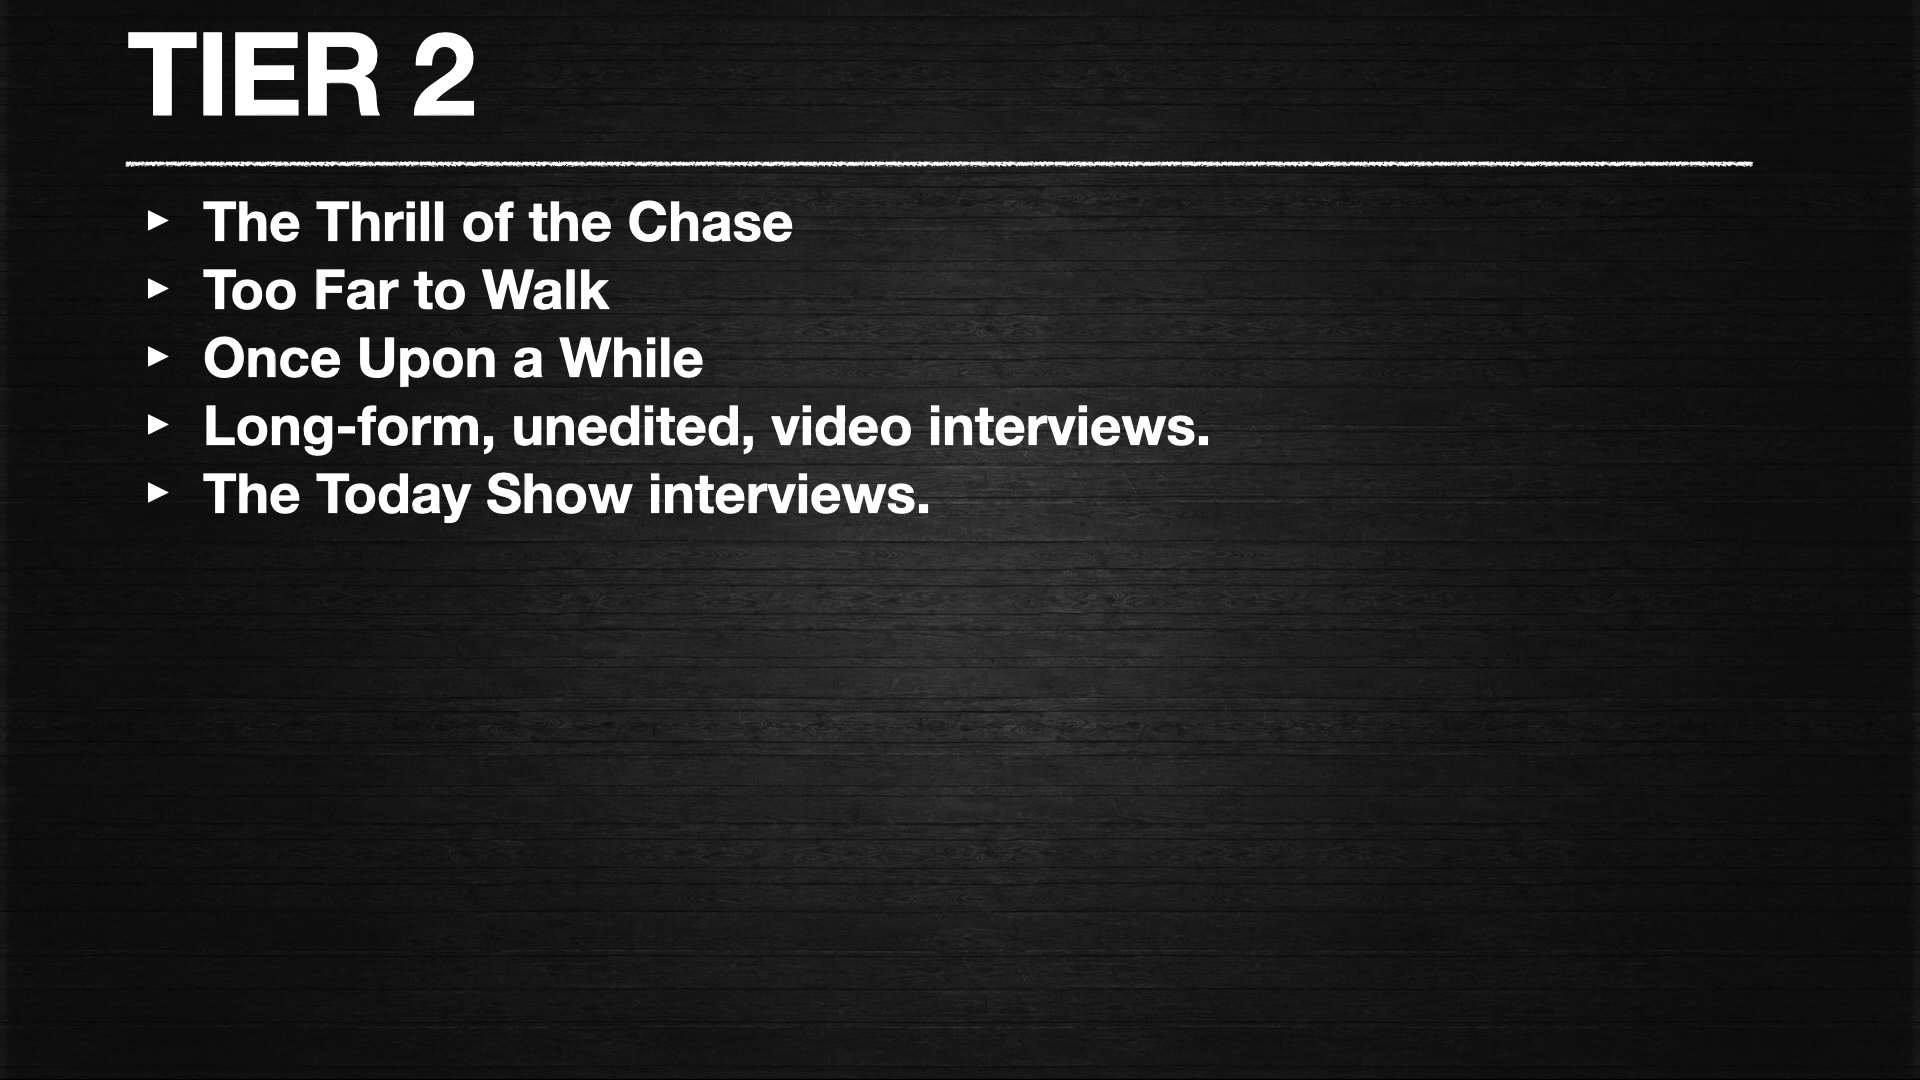 TIER 2
▸ The Thrill of the Chase
▸ Too Far to Walk
▸ Once Upon a While
▸ Long-form, unedited, video interviews.
▸ The Today Show interviews.